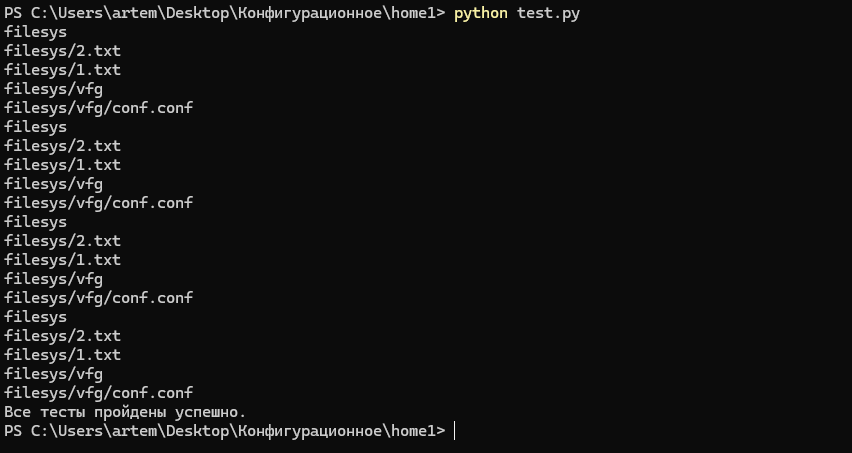 PS C:\Users\artem\Desktop\Конфигурационное\home1> python test.py
filesys
filesys/2.txt
filesys/1.txt
filesys/vfg
filesys/vfg/conf.conf
filesys
filesys/2.txt
filesys/1.txt
filesys/vfg
filesys/vfg/conf.conf
filesys
filesys/2.txt
filesys/1.txt
filesys/vfg
filesys/vfg/conf.conf
filesys
filesys/2.txt
filesys/1.txt
filesys/vfg
filesys/vfg/conf.conf
Все тесты пройдены успешно.
PS C:\Users\artem\Desktop\Конфигурационное\home1>